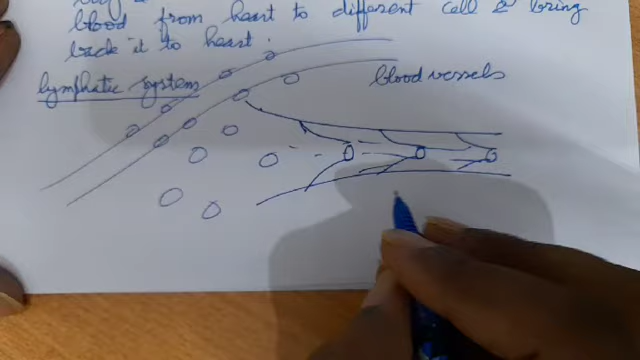 blood from heart to different cell & bring
back it to heart.
lymphatic system
blood vessels